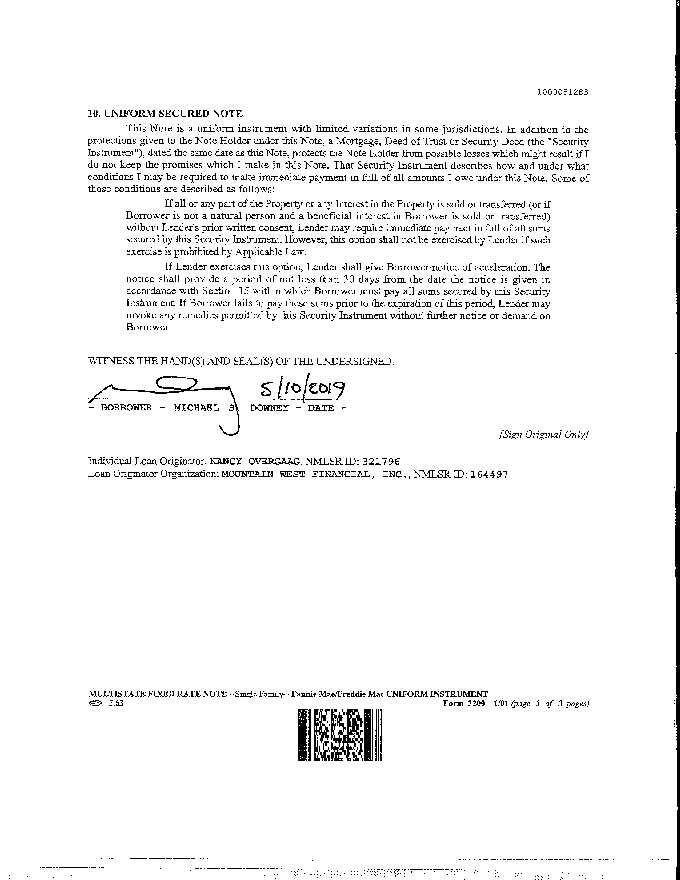 10. UNIFORM SECURED NOTE
This Note is a uniform instrument with limited variations in some jurisdictions. In addition to the
protections given to the Note Holder under this Note, a Mortgage, Deed of Trust or Security Deed (the "Security
Instrument"), dated the same date as this Note, protects the Note Holder from possible losses which might result if I
do not keep the promises which I make in this Note. That Security Instrument describes how and under what
conditions I may be required to make immediate payment in full of all amounts I owe under this Note. Some of
those conditions are described as follows:
If all or any part of the Property or any Interest in the Property is sold or transferred (or if
Borrower is not a natural person and a beneficial interest in Borrower is sold or transferred)
without Lender's prior written consent, Lender may require immediate payment in full of all sums
secured by this Security Instrument. However, this option shall not be exercised by Lender if such
exercise is prohibited by Applicable Law.
If Lender exercises this option, Lender shall give Borrower notice of acceleration. The
notice shall provide a period of not less than 30 days from the date the notice is given in
accordance with Section 15 within which Borrower must pay all sums secured by this Security
Instrument. If Borrower fails to pay these sums prior to the expiration of this period, Lender may
invoke any remedies permitted by this Security Instrument without further notice or demand on
Borrower.
WITNESS THE HAND(S) AND SEAL(S) OF THE UNDERSIGNED.
5/10/2019
- BORROWER - MICHAEL S DOWNEY - DATE -
[Sign Original Only]
Individual Loan Originator: NANCY OVERGAAG, NMLSR ID: 321796
Loan Originator Organization: MOUNTAIN WEST FINANCIAL, INC., NMLSR ID: 164497
MULTISTATE FIXED RATE NOTE--Single Family--Fannie Mae/Freddie Mac UNIFORM INSTRUMENT
Form 3200 1/01 (page 3 of 3 pages)